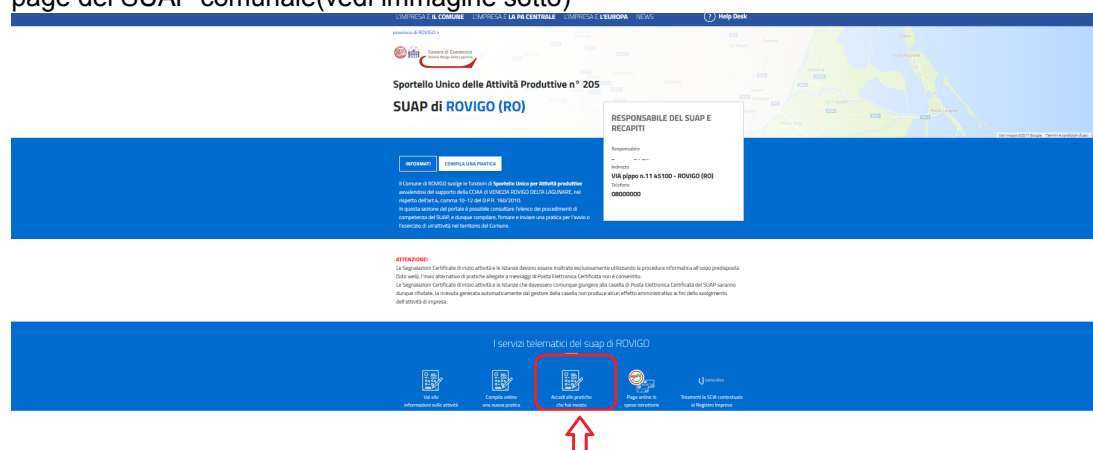 page del SUAP comunale(vedi immagine sotto)
L'IMPRESA E IL COMUNE L'IMPRESA E LA PA CENTRALE L'IMPRESA E L'EUROPA NEWS ? Help Desk
provincia di ROVIGO »
Camera di Commercio
Venezia Rovigo Delta Lagunare
Sportello Unico delle Attività Produttive n° 205
SUAP di ROVIGO (RO)
RESPONSABILE DEL SUAP E
RECAPITI
Responsabile
Indirizzo
VIA pippo n.11 45100 - ROVIGO (RO)
Telefono
08000000
INFORMATI COMPILA UNA PRATICA
Il Comune di ROVIGO svolge le funzioni di Sportello Unico per Attività produttive
avvalendosi del supporto della CCIAA di VENEZIA ROVIGO DELTA LAGUNARE, nel
rispetto dell'art.4, comma 10-12 del D.P.R. 160/2010.
In questa sezione del portale è possibile consultare l'elenco dei procedimenti di
competenza del SUAP, e dunque compilare, firmare e inviare una pratica per l'avvio o
l'esercizio di un'attività nel territorio del Comune.
ATTENZIONE!
Le Segnalazioni Certificate di inizio attività e le Istanze devono essere inoltrate esclusivamente utilizzando la procedura informatica all'uopo predisposta
(Sito web), l'invio alternativo di pratiche allegate a messaggi di Posta Elettronica Certificata non è consentito.
Le Segnalazioni Certificate di inizio attività e le Istanze che dovessero comunque giungere alla casella di Posta Elettronica Certificata del SUAP saranno
dunque rifiutate, la ricevuta generata automaticamente dal gestore della casella non produce alcun effetto amministrativo ai fini dello svolgimento
dell'attività di impresa.
I servizi telematici del suap di ROVIGO
Vai alle
informazioni sulle attività
Compila online
una nuova pratica
Accedi alle pratiche
che hai inviato
Paga online le
spese istruttorie
Trasmetti la SCIA contestuale
al Registro Imprese